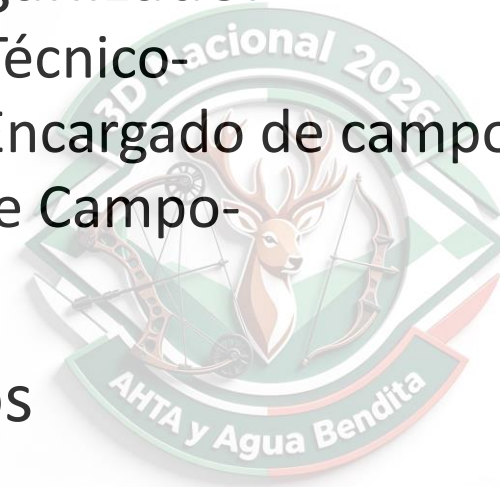 Técnico-
Encargado de campo
e Campo-
os
3D Nacional 2026
AHTA y Agua Bendita